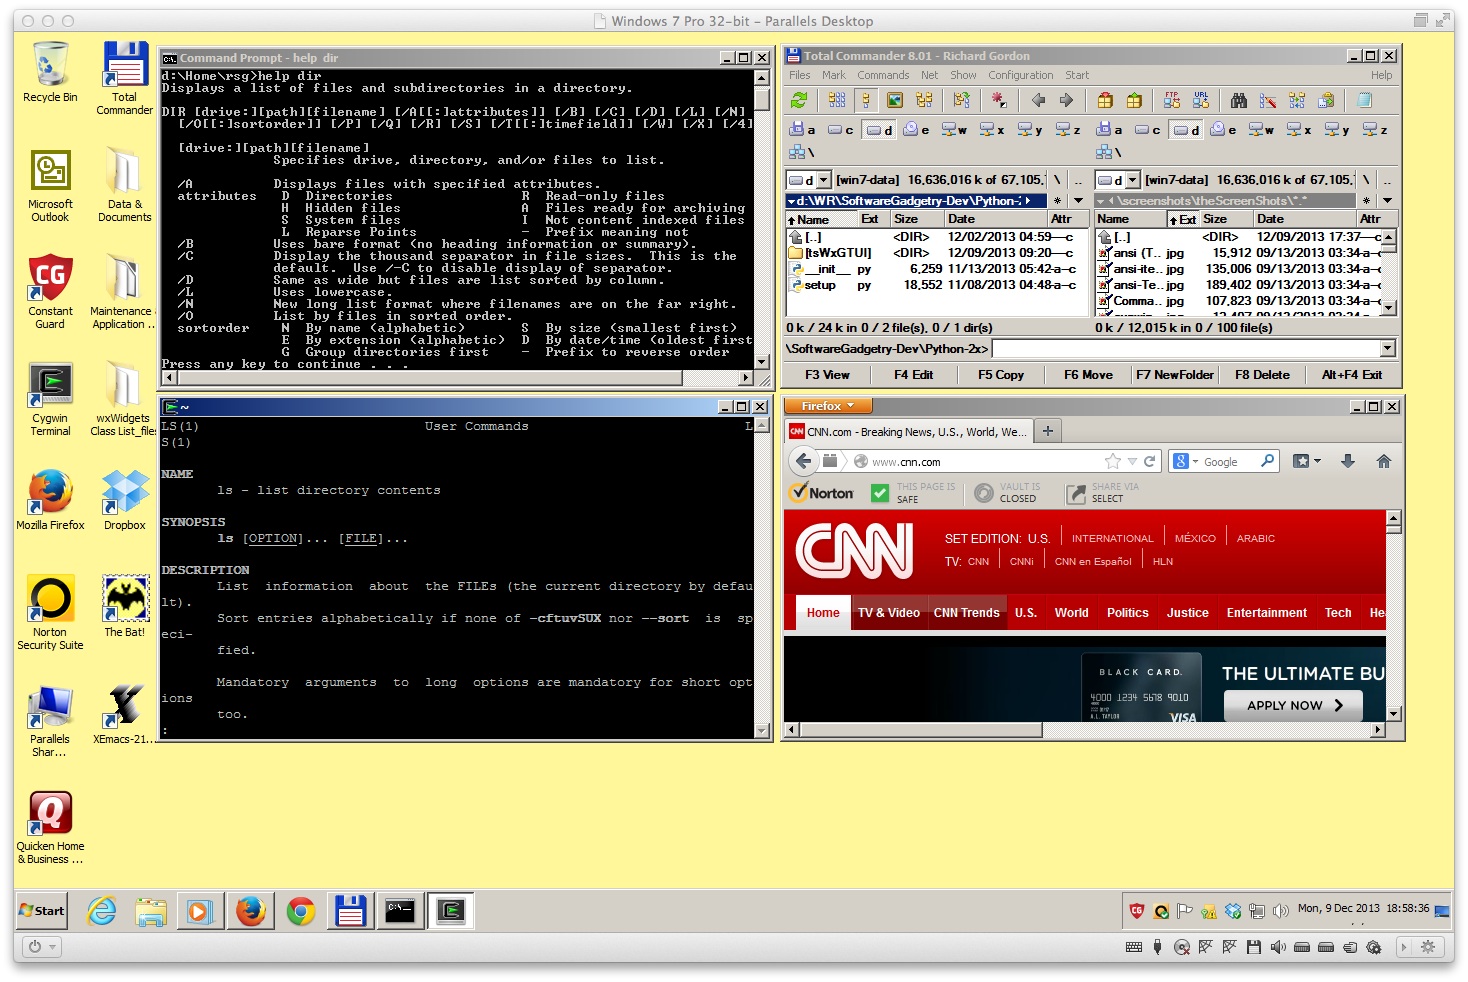 Windows 7 Pro 32-bit - Parallels Desktop
Recycle Bin
Total
Commander
Microsoft
Outlook
Data &
Documents
Constant
Guard
Maintenance &
Application ...
Cygwin
Terminal
wxWidgets
Class List_files
Mozilla Firefox
Dropbox
Norton
Security Suite
The Bat!
Parallels
Shar...
XEmacs-21...
Quicken Home
& Business ...
Command Prompt - help dir
d:\Home\rsg>help dir
Displays a list of files and subdirectories in a directory.
DIR [drive:][path][filename] [/A[[:]attributes]] [/B] [/C] [/D] [/L] [/N]
[/O[[:]sortorder]] [/P] [/Q] [/R] [/S] [/T[[:]timefield]] [/W] [/X] [/4]
[drive:][path][filename]
Specifies drive, directory, and/or files to list.
/A Displays files with specified attributes.
attributes D Directories R Read-only files
H Hidden files A Files ready for archiving
S System files I Not content indexed files
L Reparse Points - Prefix meaning not
/B Uses bare format (no heading information or summary).
/C Display the thousand separator in file sizes. This is the
default. Use /-C to disable display of separator.
/D Same as wide but files are list sorted by column.
/L Uses lowercase.
/N New long list format where filenames are on the far right.
/O List by files in sorted order.
sortorder N By name (alphabetic) S By size (smallest first)
E By extension (alphabetic) D By date/time (oldest first
G Group directories first - Prefix to reverse order
Press any key to continue . . .
Total Commander 8.01 - Richard Gordon
Files Mark Commands Net Show Configuration Start Help
FTP URL
a c d e w x y z a c d e w x y z
\ \
d [win7-data] 16,636,016 k of 67,105, \ .. d [win7-data] 16,636,016 k of 67,105, \ ..
d:\WR\SoftwareGadgetry-Dev\Python-2 * \screenshots\theScreenShots\*.* *
Name Ext Size Date Attr Name Ext Size Date Attr
[..] <DIR> 12/02/2013 04:59 —c [..] <DIR> 12/09/2013 17:37 —c
[tsWxGTUI] <DIR> 12/09/2013 09:20 —c ansi (T.. jpg 15,912 09/13/2013 03:34 -a-c
__init__ py 6,259 11/13/2013 05:42 -a-c ansi-ite.. jpg 135,006 09/13/2013 03:34 -a-c
setup py 18,552 11/08/2013 04:48 -a-c ansi-Te.. jpg 189,402 09/13/2013 03:34 -a-c
Comma.. jpg 107,823 09/13/2013 03:34 -a-c
0 k / 24 k in 0 / 2 file(s), 0 / 1 dir(s) 0 k / 12,015 k in 0 / 100 file(s)
\SoftwareGadgetry-Dev\Python-2x>
F3 View F4 Edit F5 Copy F6 Move F7 NewFolder F8 Delete Alt+F4 Exit
~
LS(1) User Commands L
S(1)
NAME
ls - list directory contents
SYNOPSIS
ls [OPTION]... [FILE]...
DESCRIPTION
List information about the FILEs (the current directory by defau
lt).
Sort entries alphabetically if none of -cftuvSUX nor --sort is sp
eci-
fied.
Mandatory arguments to long options are mandatory for short opt
ions
too.
:
Firefox
CNN.com - Breaking News, U.S., World, We...
www.cnn.com
Google
Norton
THIS PAGE IS
SAFE
VAULT IS
CLOSED
SHARE VIA
SELECT
CNN
SET EDITION: U.S. INTERNATIONAL MÉXICO ARABIC
TV: CNN CNNi CNN en Español HLN
Home TV & Video CNN Trends U.S. World Politics Justice Entertainment Tech He
BLACK CARD.
4000 1234 5678 9010
A.L. TAYLOR
VISA
THE ULTIMATE BU
APPLY NOW
Start
Mon, 9 Dec 2013 18:58:36